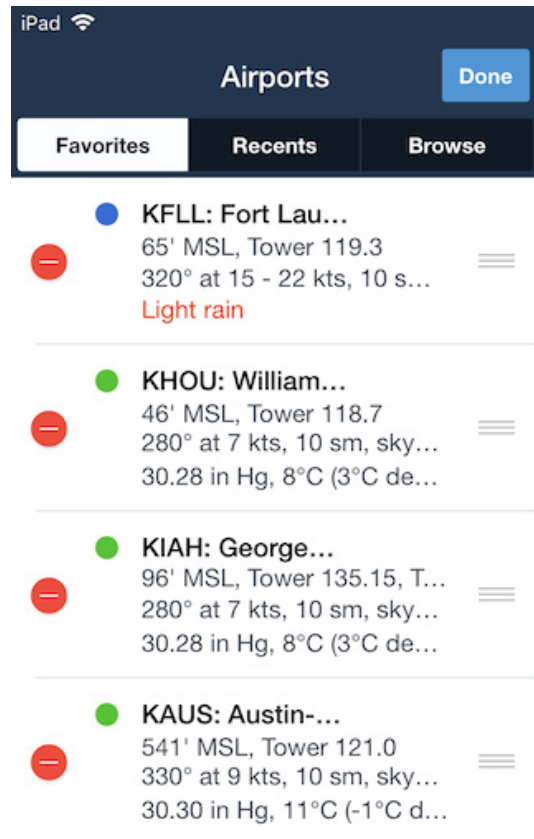 iPad
Airports
Done
Favorites Recents Browse
KFLL: Fort Lau...
65' MSL, Tower 119.3
320° at 15 - 22 kts, 10 s...
Light rain
KHOU: William...
46' MSL, Tower 118.7
280° at 7 kts, 10 sm, sky...
30.28 in Hg, 8°C (3°C de...
KIAH: George...
96' MSL, Tower 135.15, T...
280° at 7 kts, 10 sm, sky...
30.28 in Hg, 8°C (3°C de...
KAUS: Austin-...
541' MSL, Tower 121.0
330° at 9 kts, 10 sm, sky...
30.30 in Hg, 11°C (-1°C d...